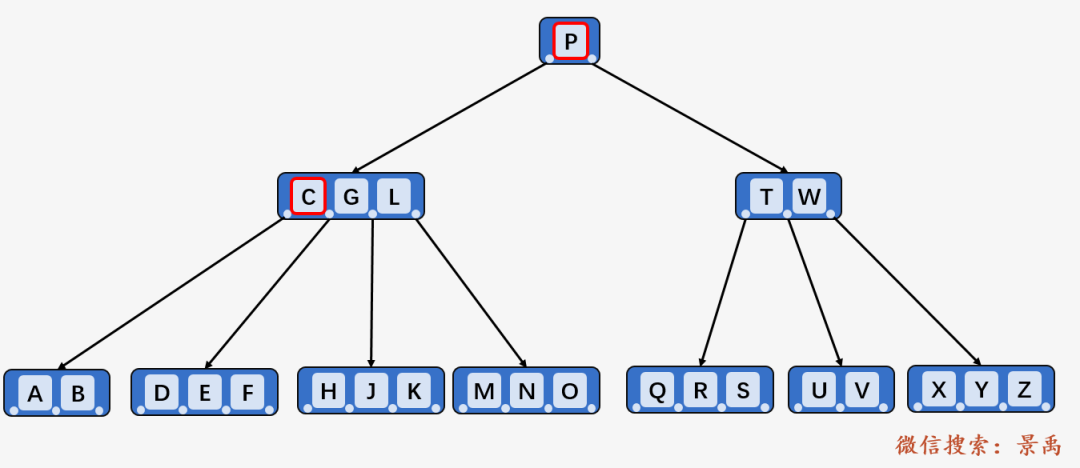 P
C G L
T W
A B
D E F
H J K
M N O
Q R S
U V
X Y Z
微信搜索：景禹